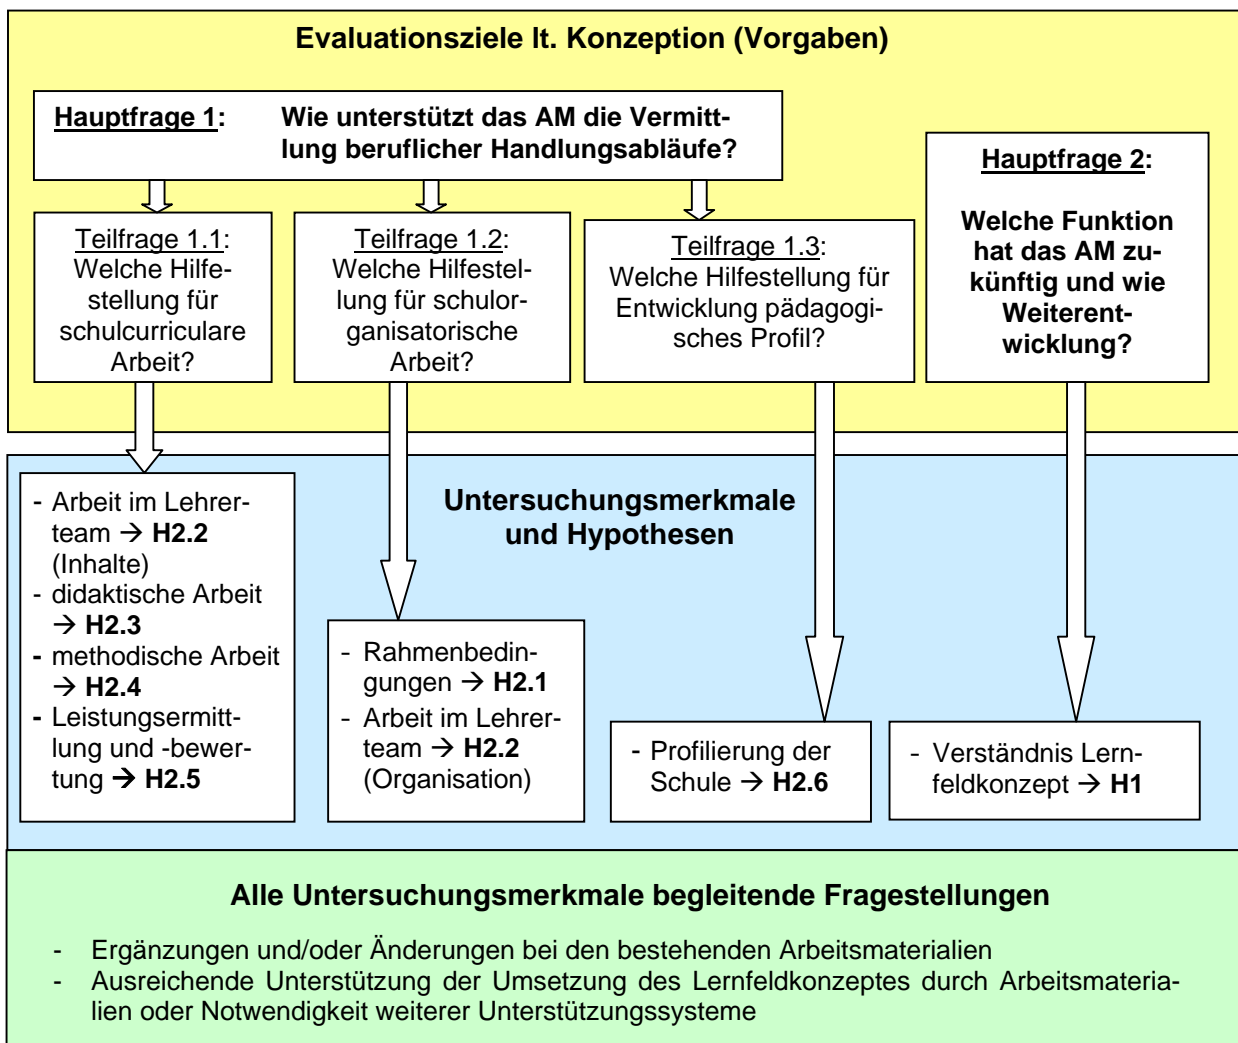 Evaluationsziele lt. Konzeption (Vorgaben)
Hauptfrage 1: Wie unterstützt das AM die Vermitt-
lung beruflicher Handlungsabläufe?
Hauptfrage 2:
Welche Funktion
hat das AM zu-
künftig und wie
Weiterent-
wicklung?
Teilfrage 1.1:
Welche Hilfe-
stellung für
schulcurriculare
Arbeit?
Teilfrage 1.2:
Welche Hilfestel-
lung für schulor-
ganisatorische
Arbeit?
Teilfrage 1.3:
Welche Hilfestellung für
Entwicklung pädagogi-
sches Profil?
Untersuchungsmerkmale
und Hypothesen
- Arbeit im Lehrer-
team → H2.2
(Inhalte)
- didaktische Arbeit
→ H2.3
- methodische Arbeit
→ H2.4
- Leistungsermitt-
lung und -bewer-
tung → H2.5
- Rahmenbedin-
gungen → H2.1
- Arbeit im Lehrer-
team → H2.2
(Organisation)
- Profilierung der
Schule → H2.6
- Verständnis Lern-
feldkonzept → H1
Alle Untersuchungsmerkmale begleitende Fragestellungen
- Ergänzungen und/oder Änderungen bei den bestehenden Arbeitsmaterialien
- Ausreichende Unterstützung der Umsetzung des Lernfeldkonzeptes durch Arbeitsmateria-
lien oder Notwendigkeit weiterer Unterstützungssysteme